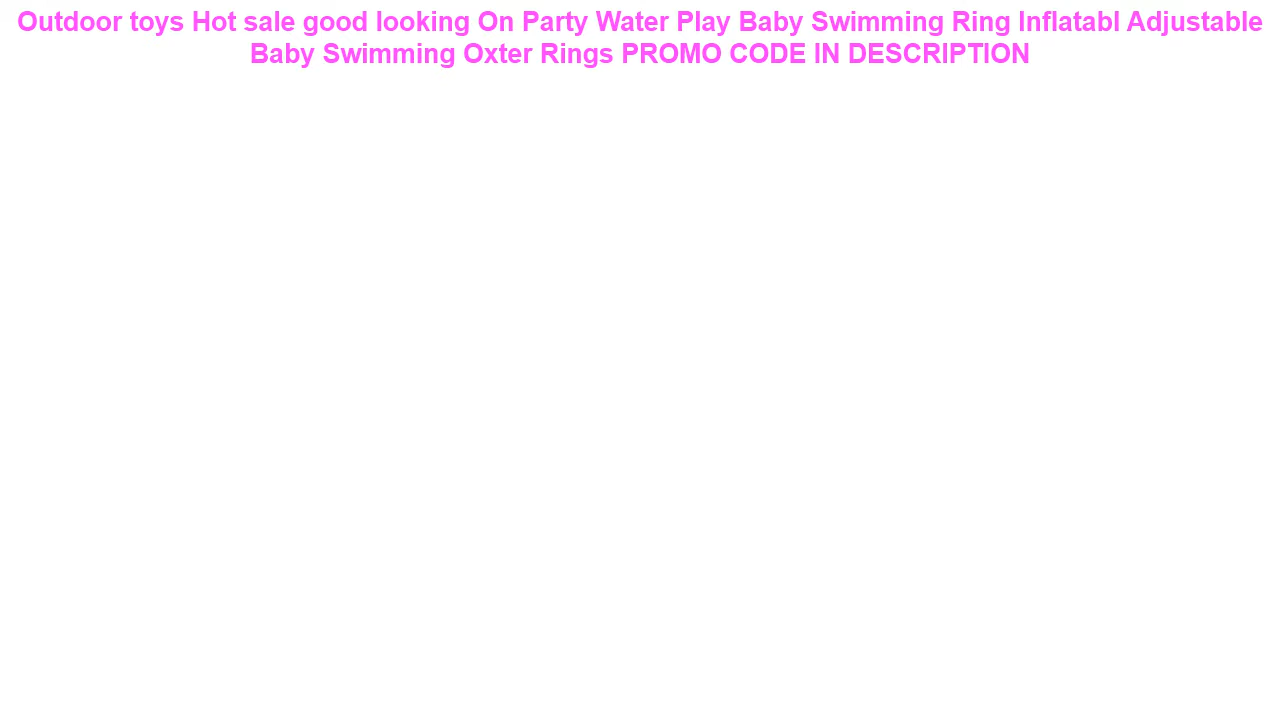 Outdoor toys Hot sale good looking On Party Water Play Baby Swimming Ring Inflatabl Adjustable
Baby Swimming Oxter Rings PROMO CODE IN DESCRIPTION